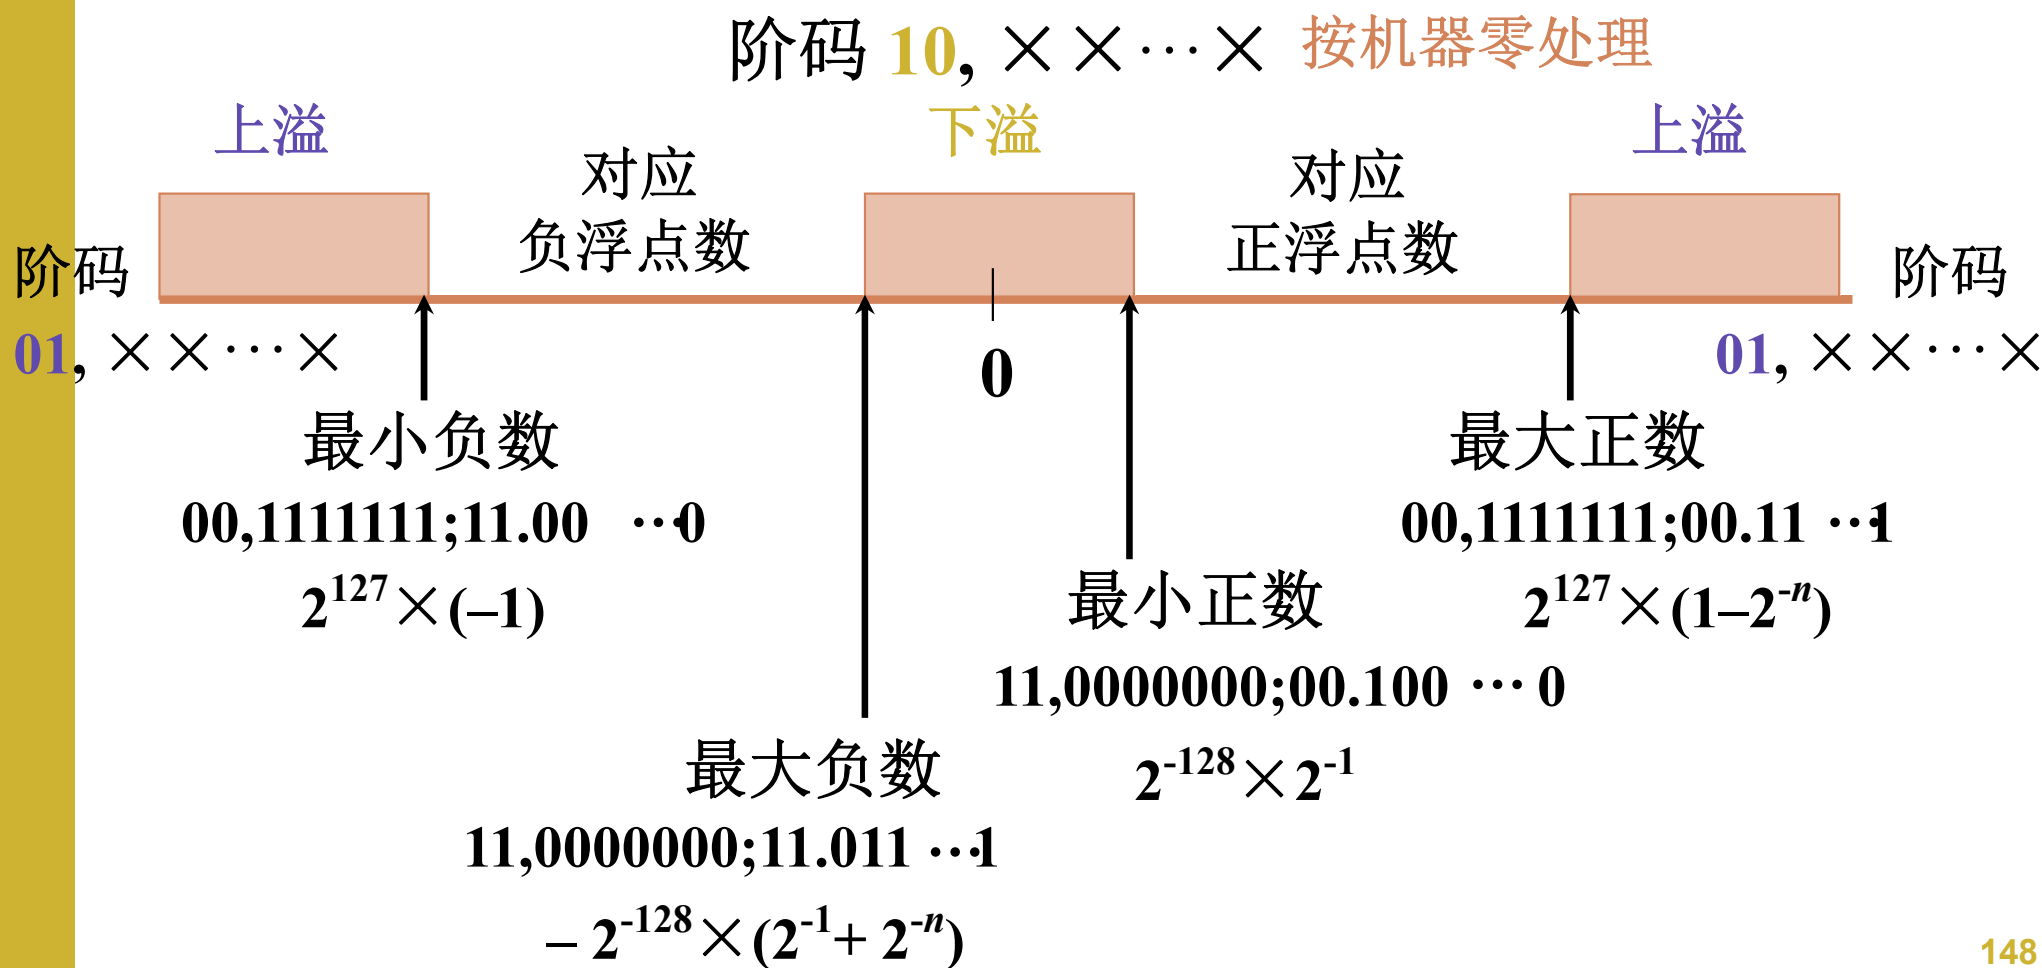 阶码 10, ××…× 按机器零处理
上溢 下溢 上溢
对应 对应
负浮点数 正浮点数
阶码 阶码
01, ××…× 01, ××…×
0
最小负数 最大正数
00,1111111;11.00 …0 00,1111111;00.11 …1
2^127×(–1) 最小正数 2^127×(1–2^-n)
11,0000000;00.100 … 0
最大负数 2^-128×2^-1
11,0000000;11.011 …1
– 2^-128×(2^-1+ 2^-n)
148